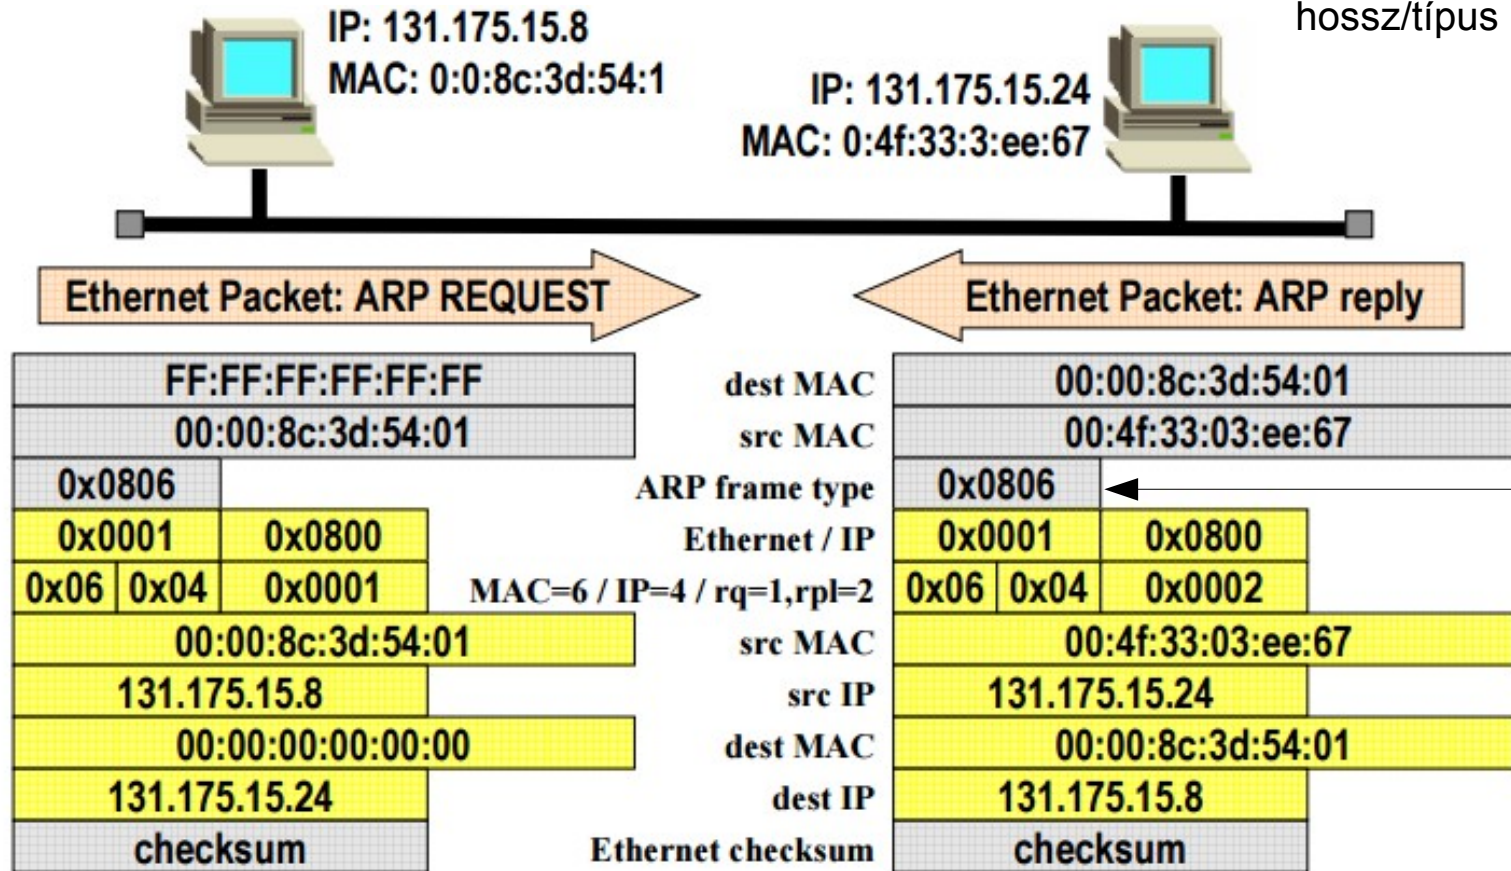 hossz/típus
IP: 131.175.15.8
MAC: 0:0:8c:3d:54:1
IP: 131.175.15.24
MAC: 0:4f:33:3:ee:67
Ethernet Packet: ARP REQUEST
Ethernet Packet: ARP reply
FF:FF:FF:FF:FF:FF dest MAC 00:00:8c:3d:54:01
00:00:8c:3d:54:01 src MAC 00:4f:33:03:ee:67
0x0806 ARP frame type 0x0806
0x0001 0x0800 Ethernet / IP 0x0001 0x0800
0x06 0x04 0x0001 MAC=6 / IP=4 / rq=1,rpl=2 0x06 0x04 0x0002
00:00:8c:3d:54:01 src MAC 00:4f:33:03:ee:67
131.175.15.8 src IP 131.175.15.24
00:00:00:00:00:00 dest MAC 00:00:8c:3d:54:01
131.175.15.24 dest IP 131.175.15.8
checksum Ethernet checksum checksum